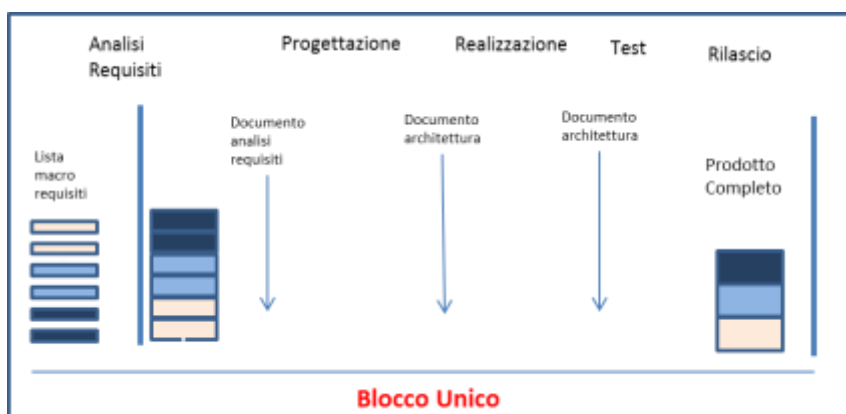 Analisi
Requisiti
Progettazione
Realizzazione
Test
Rilascio
Lista
macro
requisiti
Documento
analisi
requisiti
Documento
architettura
Documento
architettura
Prodotto
Completo
Blocco Unico